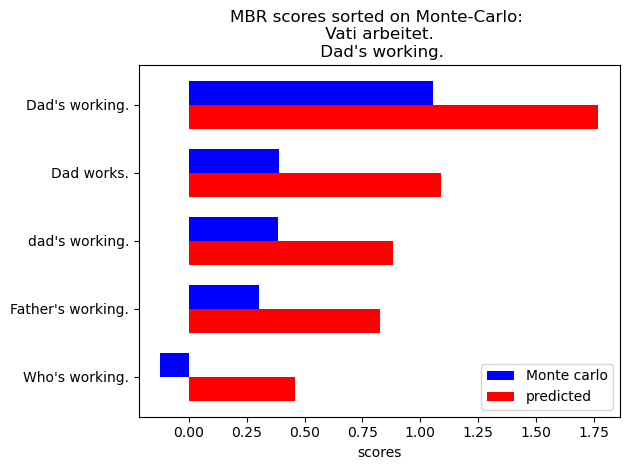 MBR scores sorted on Monte-Carlo:
Vati arbeitet.
Dad's working.
Dad's working.
Dad works.
dad's working.
Father's working.
Who's working.
Monte carlo
predicted
0.00 0.25 0.50 0.75 1.00 1.25 1.50 1.75
scores